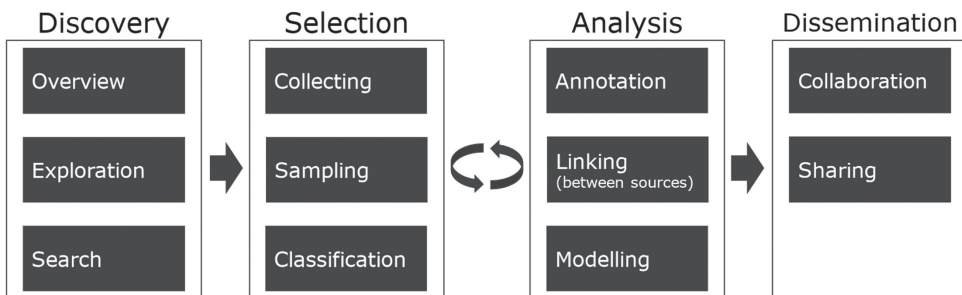 Discovery
Overview
Exploration
Search
Selection
Collecting
Sampling
Classification
Analysis
Annotation
Linking
(between sources)
Modelling
Dissemination
Collaboration
Sharing